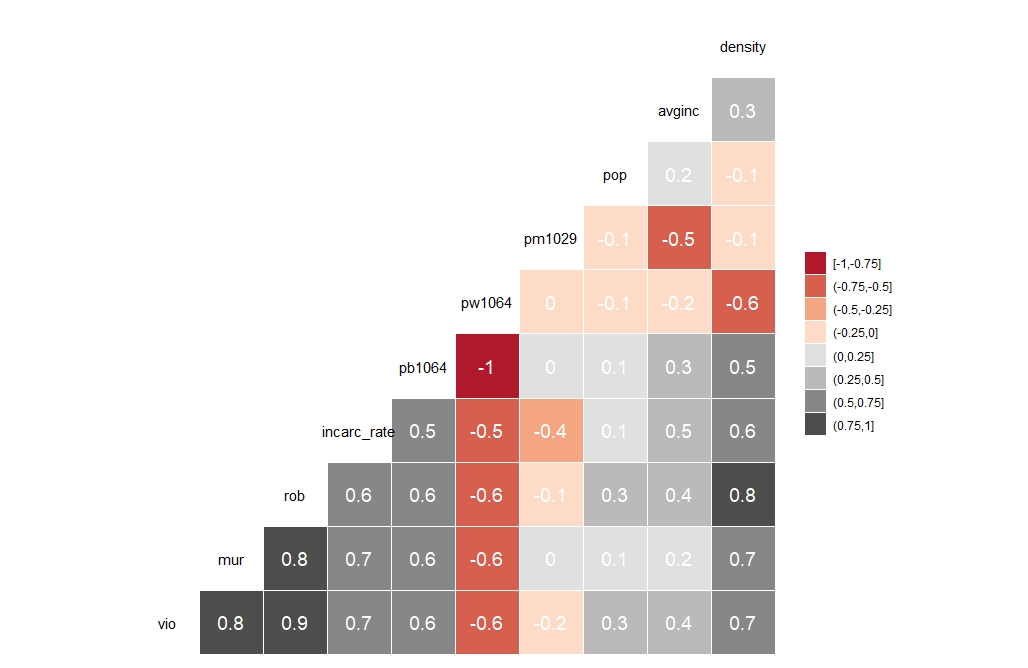 density
avginc 0.3
pop 0.2 -0.1
pm1029 -0.1 -0.5 -0.1
pw1064 0 -0.1 -0.2 -0.6
pb1064 -1 0 0.1 0.3 0.5
incarc_rate 0.5 -0.5 -0.4 0.1 0.5 0.6
rob 0.6 0.6 -0.6 -0.1 0.3 0.4 0.8
mur 0.8 0.7 0.6 -0.6 0 0.1 0.2 0.7
vio 0.8 0.9 0.7 0.6 -0.6 -0.2 0.3 0.4 0.7
[-1,-0.75]
(-0.75,-0.5]
(-0.5,-0.25]
(-0.25,0]
(0,0.25]
(0.25,0.5]
(0.5,0.75]
(0.75,1]